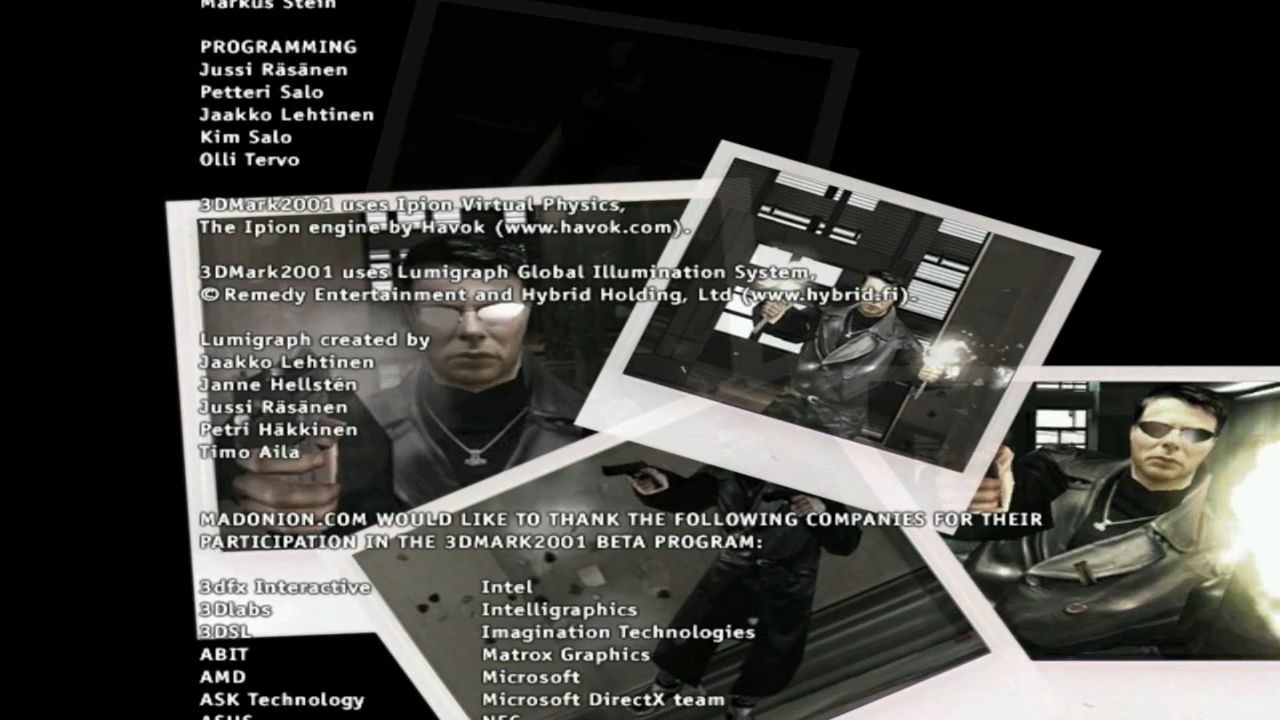 Markus Stein
PROGRAMMING
Jussi Räsänen
Petteri Salo
Jaakko Lehtinen
Kim Salo
Olli Tervo
3DMark2001 uses Ipion Virtual Physics,
The Ipion engine by Havok (www.havok.com).
3DMark2001 uses Lumigraph Global Illumination System,
© Remedy Entertainment and Hybrid Holding, Ltd (www.hybrid.fi).
Lumigraph created by
Jaakko Lehtinen
Janne Hellstén
Jussi Räsänen
Petri Häkkinen
Timo Aila
MADONION.COM WOULD LIKE TO THANK THE FOLLOWING COMPANIES FOR THEIR
PARTICIPATION IN THE 3DMARK2001 BETA PROGRAM:
3dfx Interactive
3Dlabs
3DSL
ABIT
AMD
ASK Technology
ASUS
Intel
Intelligraphics
Imagination Technologies
Matrox Graphics
Microsoft
Microsoft DirectX team
NEC